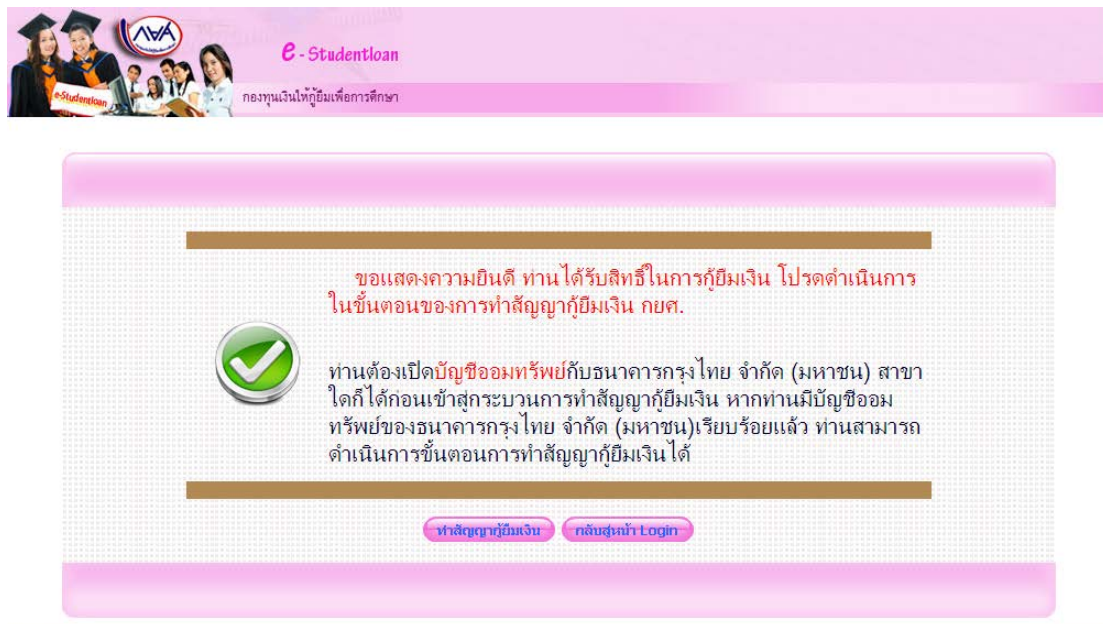 e - Studentloan
กองทุนเงินให้กู้ยืมเพื่อการศึกษา
e-Studentloan
ขอแสดงความยินดี ท่านได้รับสิทธิ์ในการกู้ยืมเงิน โปรดดำเนินการ
ในขั้นตอนของการทำสัญญากู้ยืมเงิน กยศ.
ท่านต้องเปิดบัญชีออมทรัพย์กับธนาคารกรุงไทย จำกัด (มหาชน) สาขา
ใดก็ได้ก่อนเข้าสู่กระบวนการทำสัญญากู้ยืมเงิน หากท่านมีบัญชีออม
ทรัพย์ของธนาคารกรุงไทย จำกัด (มหาชน)เรียบร้อยแล้ว ท่านสามารถ
ดำเนินการขั้นตอนการทำสัญญากู้ยืมเงินได้
ทำสัญญากู้ยืมเงิน
กลับสู่หน้า Login